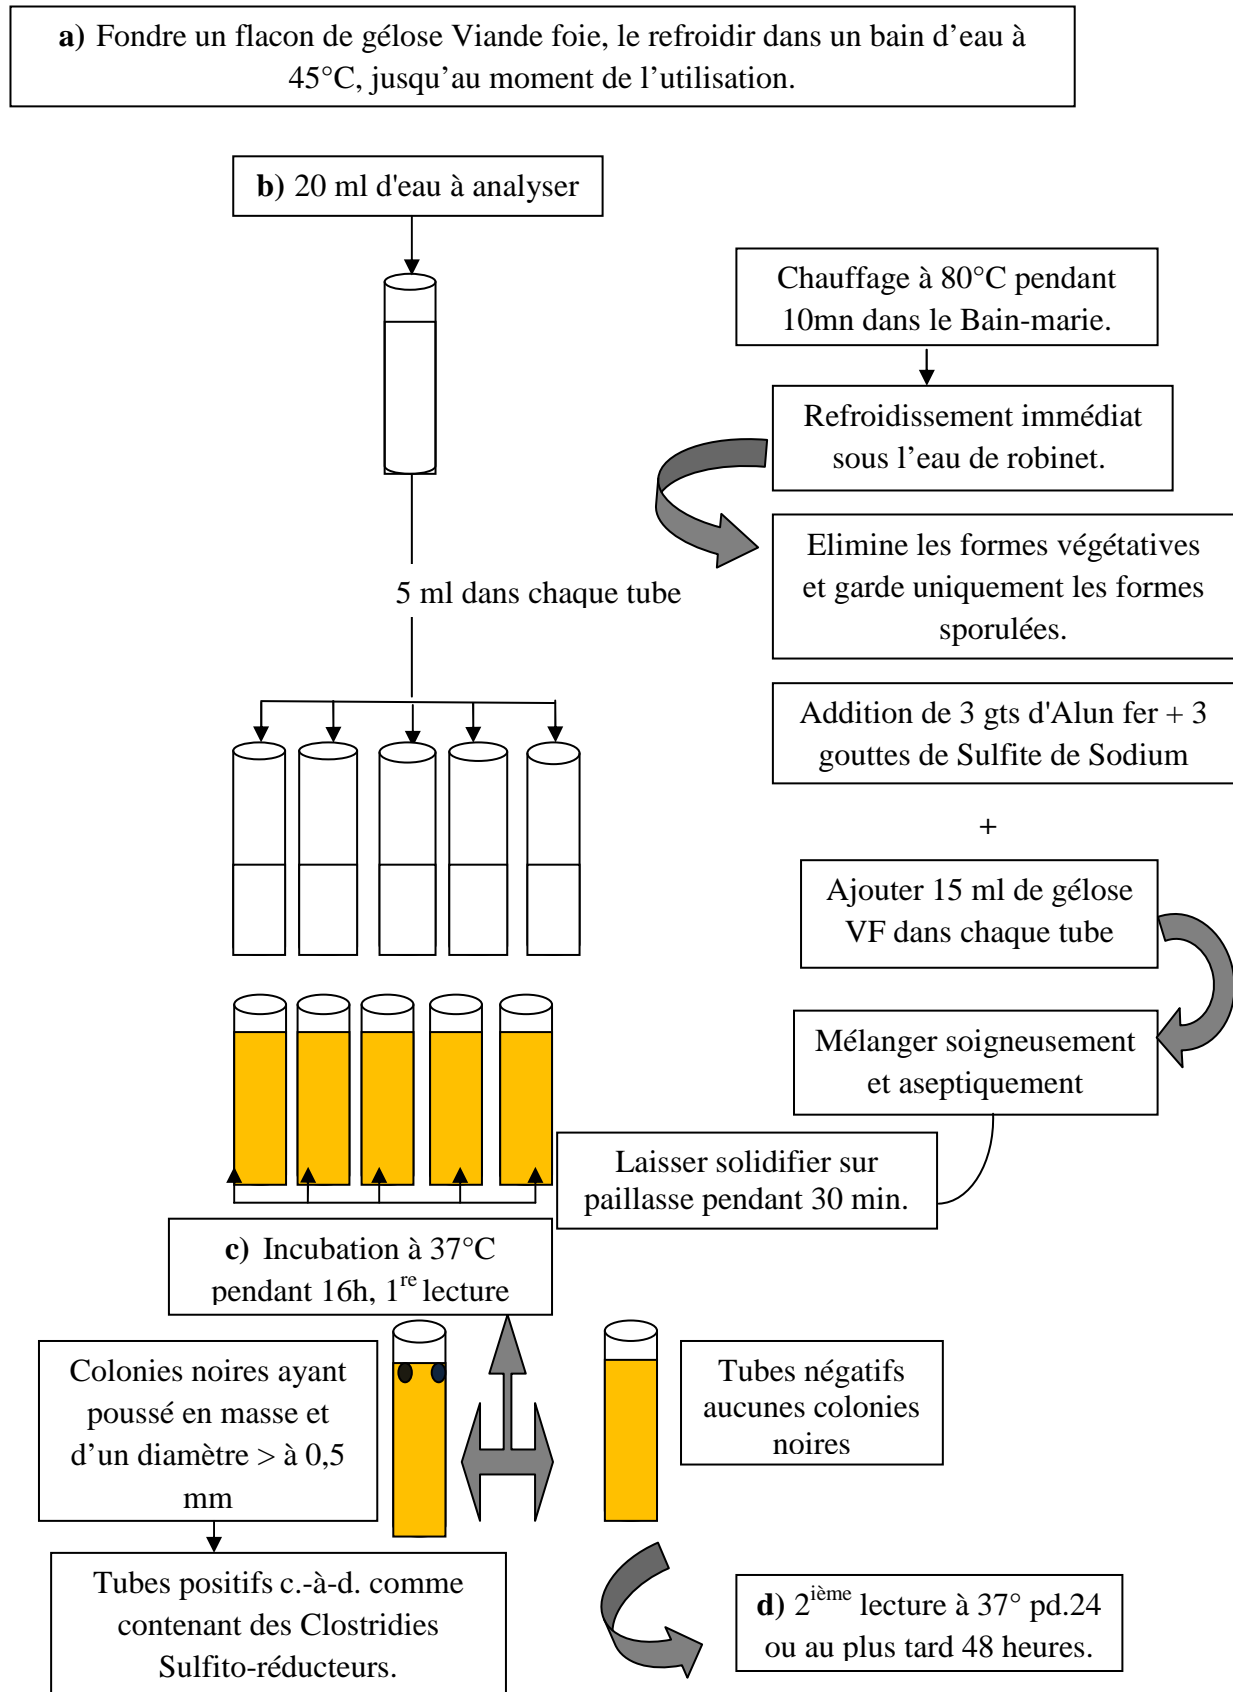 a) Fondre un flacon de gélose Viande foie, le refroidir dans un bain d'eau à
45°C, jusqu'au moment de l'utilisation.
b) 20 ml d'eau à analyser
Chauffage à 80°C pendant
10mn dans le Bain-marie.
Refroidissement immédiat
sous l'eau de robinet.
Elimine les formes végétatives
et garde uniquement les formes
sporulées.
5 ml dans chaque tube
Addition de 3 gts d'Alun fer + 3
gouttes de Sulfite de Sodium
+
Ajouter 15 ml de gélose
VF dans chaque tube
Mélanger soigneusement
et aseptiquement
Laisser solidifier sur
paillasse pendant 30 min.
c) Incubation à 37°C
pendant 16h, 1re lecture
Colonies noires ayant
poussé en masse et
d'un diamètre > à 0,5
mm
Tubes négatifs
aucunes colonies
noires
Tubes positifs c.-à-d. comme
contenant des Clostridies
Sulfito-réducteurs.
d) 2ième lecture à 37° pd.24
ou au plus tard 48 heures.